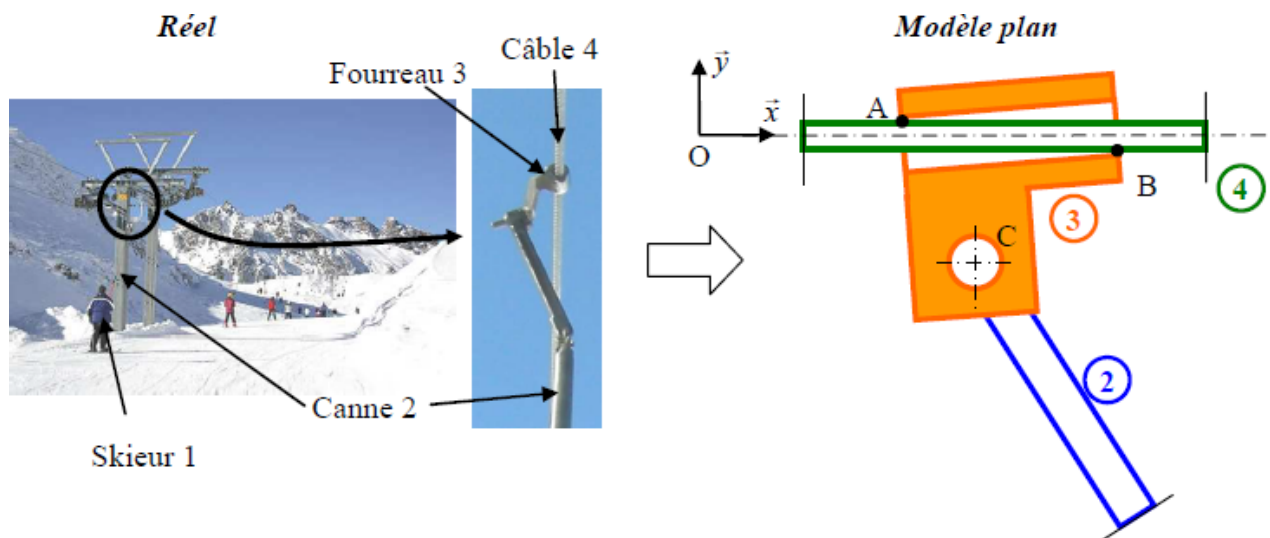 Réel
Modèle plan
Câble 4
Fourreau 3
y
x
A
O
B
4
3
C
2
Canne 2
Skieur 1